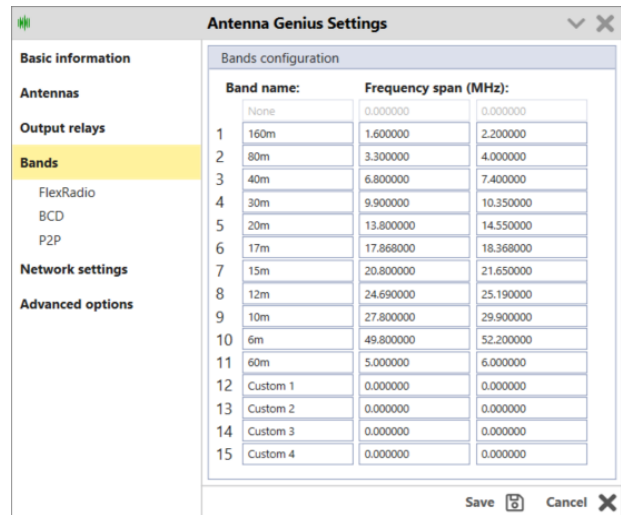 Antenna Genius Settings
Basic information
Antennas
Output relays
Bands
FlexRadio
BCD
P2P
Network settings
Advanced options
Bands configuration
Band name: Frequency span (MHz):
None 0.000000 0.000000
1 160m 1.600000 2.200000
2 80m 3.300000 4.000000
3 40m 6.800000 7.400000
4 30m 9.900000 10.350000
5 20m 13.800000 14.550000
6 17m 17.868000 18.368000
7 15m 20.800000 21.650000
8 12m 24.690000 25.190000
9 10m 27.800000 29.900000
10 6m 49.800000 52.200000
11 60m 5.000000 6.000000
12 Custom 1 0.000000 0.000000
13 Custom 2 0.000000 0.000000
14 Custom 3 0.000000 0.000000
15 Custom 4 0.000000 0.000000
Save Cancel